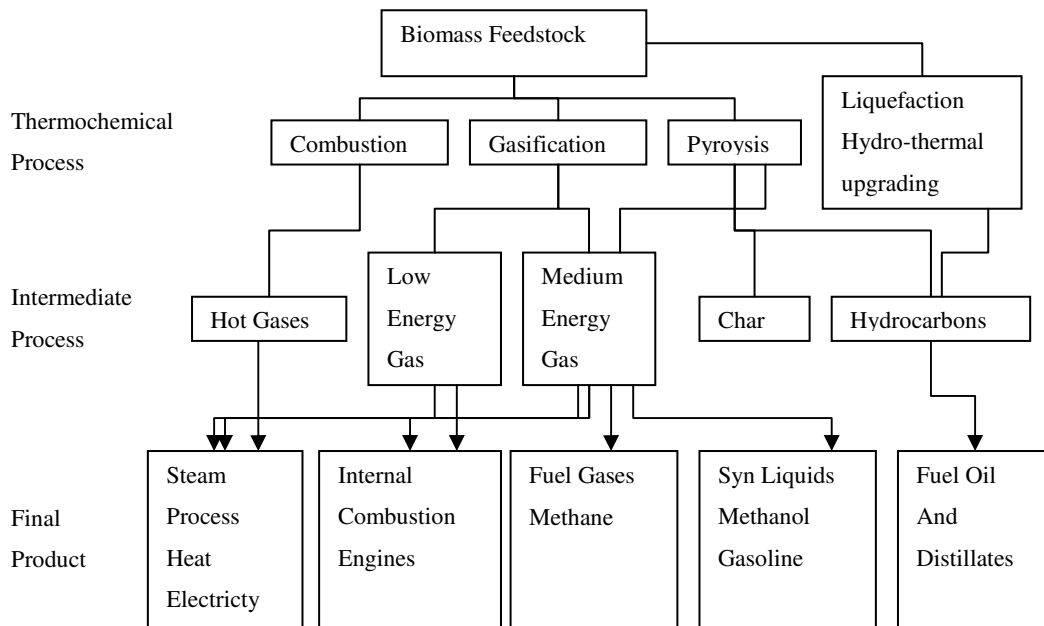 Biomass Feedstock
Thermochemical
Process
Combustion
Gasification
Pyroysis
Liquefaction
Hydro-thermal
upgrading
Intermediate
Process
Hot Gases
Low
Energy
Gas
Medium
Energy
Gas
Char
Hydrocarbons
Final
Product
Steam
Process
Heat
Electricty
Internal
Combustion
Engines
Fuel Gases
Methane
Syn Liquids
Methanol
Gasoline
Fuel Oil
And
Distillates